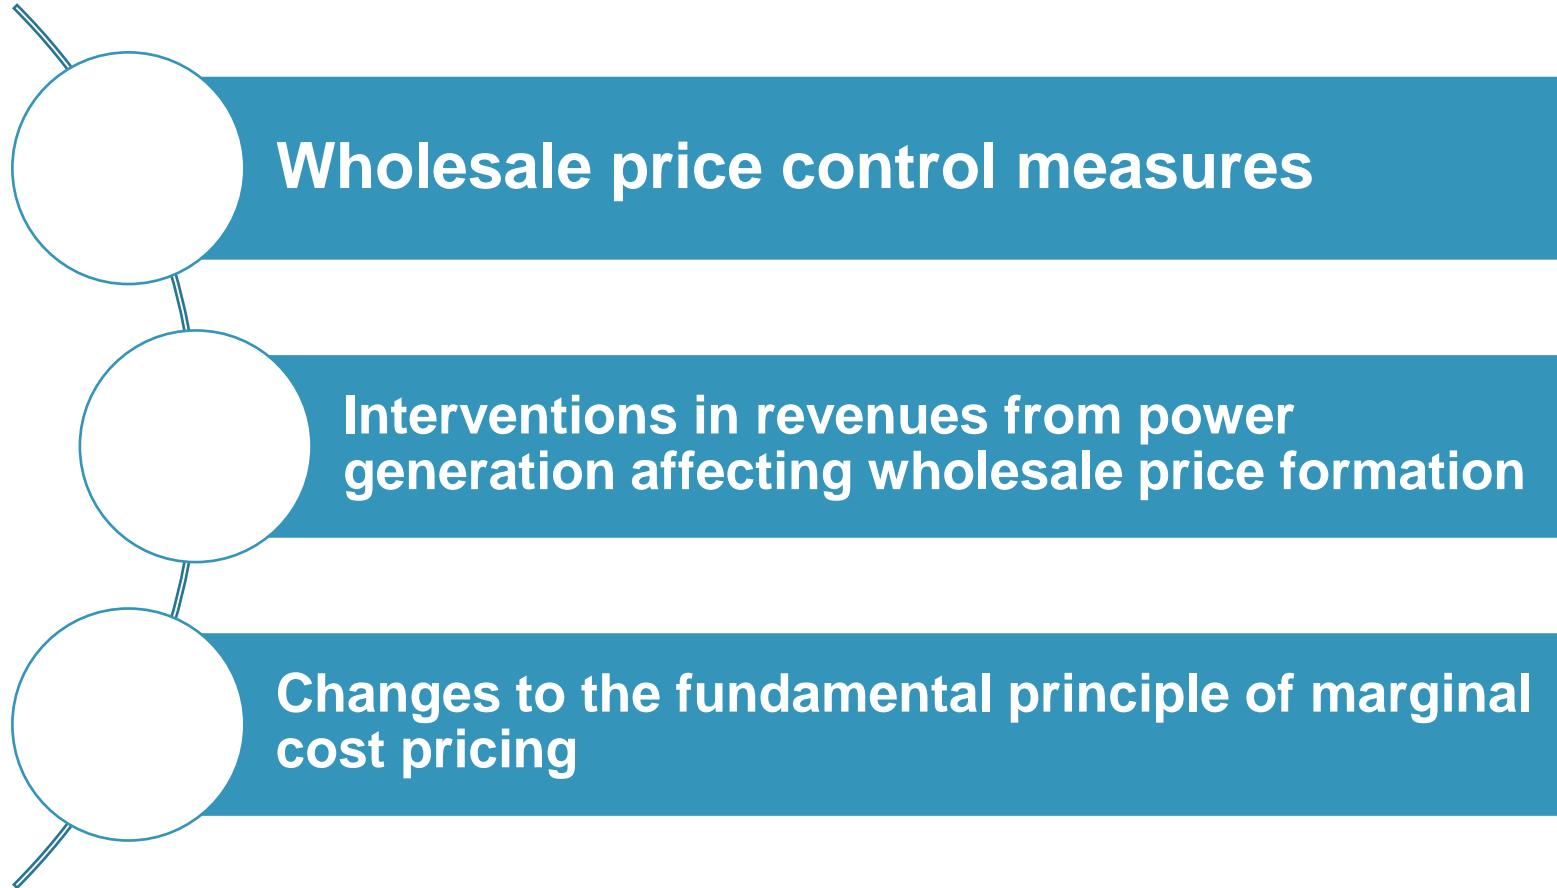 Wholesale price control measures
Interventions in revenues from power
generation affecting wholesale price formation
Changes to the fundamental principle of marginal
cost pricing